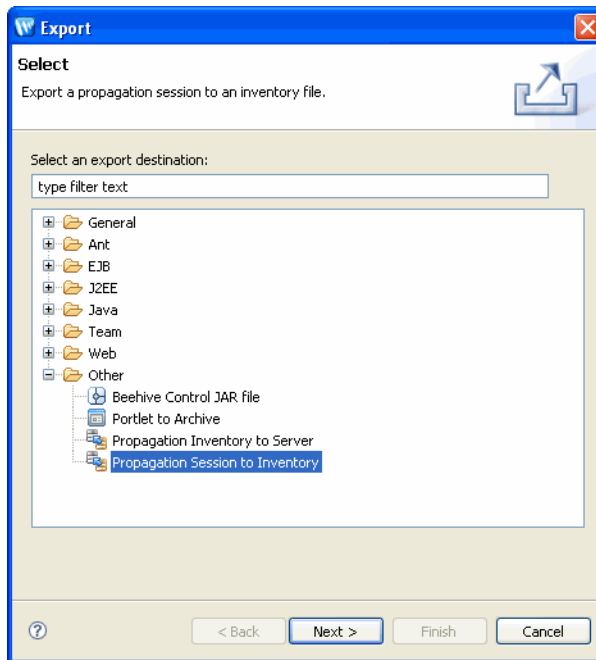 Export
Select
Export a propagation session to an inventory file.
Select an export destination:
type filter text
General
Ant
EJB
J2EE
Java
Team
Web
Other
Beehive Control JAR file
Portlet to Archive
Propagation Inventory to Server
Propagation Session to Inventory
< Back Next > Finish Cancel